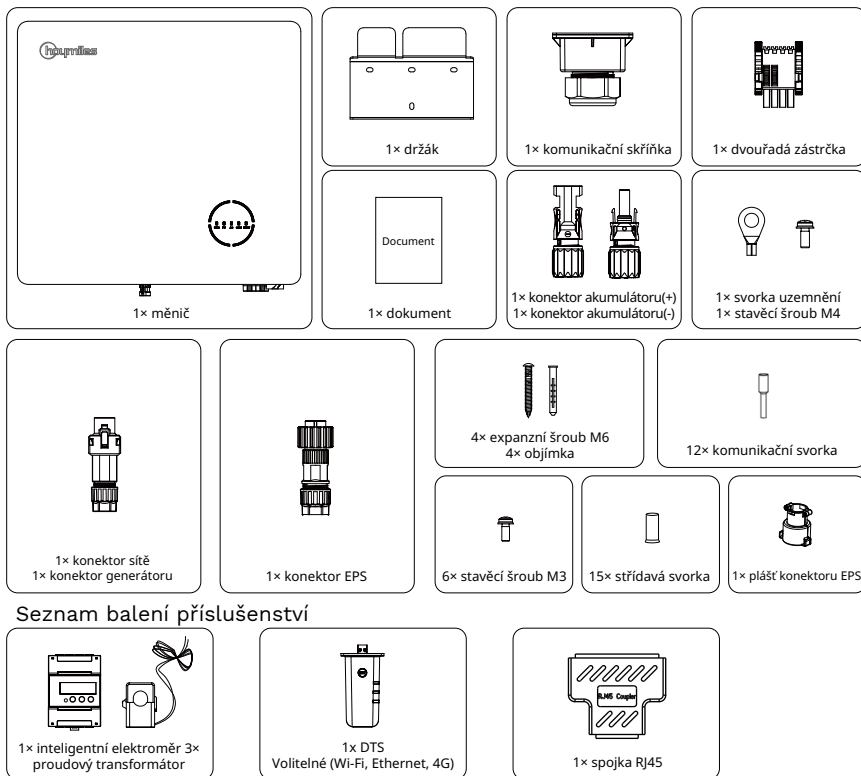 hoymiles
1× měnič
1× držák
1× komunikační skříňka
1× dvouřadá zástrčka
Document
1× dokument
1× konektor akumulátoru(+)
1× konektor akumulátoru(-)
1× svorka uzemnění
1× stavěcí šroub M4
1× konektor sítě
1× konektor generátoru
1× konektor EPS
4× expanzní šroub M6
4× objímka
12× komunikační svorka
6× stavěcí šroub M3
15× střídavá svorka
1× plášť konektoru EPS
Seznam balení příslušenství
1× inteligentní elektroměr 3×
proudový transformátor
1x DTS
Volitelné (Wi-Fi, Ethernet, 4G)
RJ45 Coupler
1× spojka RJ45